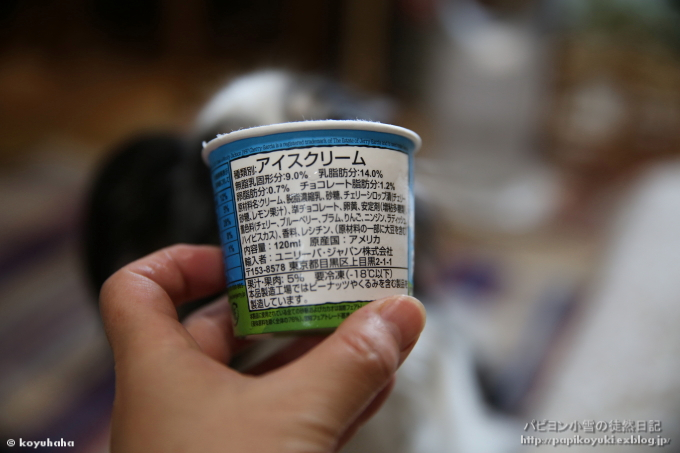 種類別:アイスクリーム
無脂乳固形分:9.0% 乳脂肪分:14.0%
卵脂肪分:0.7% チョコレート脂肪分:1.2%
原材料名:クリーム、脱脂濃縮乳、砂糖、チェリーシロップ漬(チェリー、
砂糖、レモン果汁)、準チョコレート、卵黄、安定剤(増粘多糖類)、
着色料(チェリー、ブルーベリー、プラム、りんご、ニンジン、ラディッシュ、
ハイビスカス)、香料、レシチン、(原材料の一部に大豆を含む)
内容量:120ml 原産国:アメリカ
輸入者:ユニリーバ・ジャパン株式会社
〒153-8578 東京都目黒区上目黒2-1-1
果汁・果肉:5% 要冷凍(-18℃以下)
本品製造工場ではピーナッツやくるみを含む製品を
製造しています。
© koyuhaha
パピヨン小雪の徒然日記
http://papikoyuki.exblog.jp/